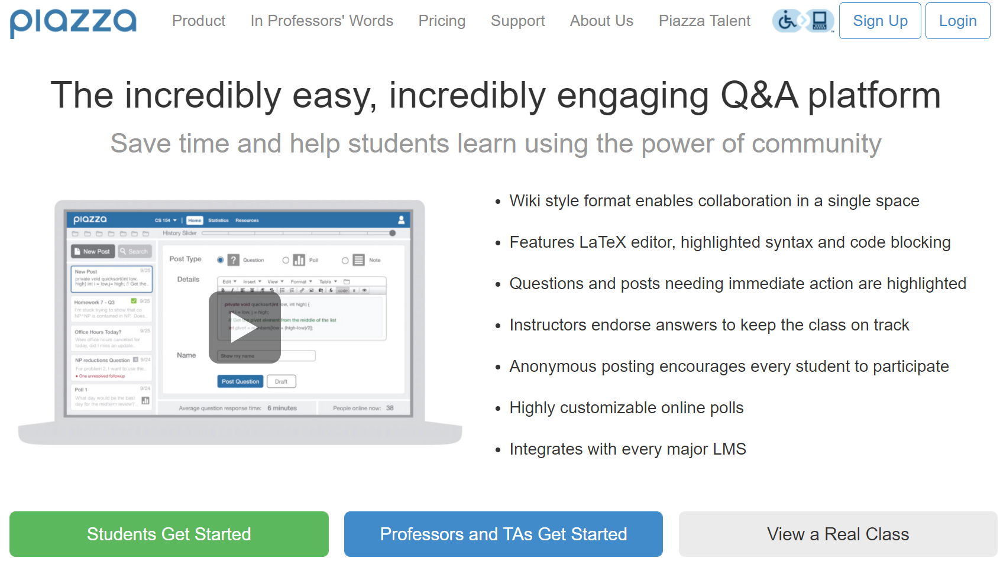 piazza
Product
In Professors' Words
Pricing
Support
About Us
Piazza Talent
Sign Up
Login
The incredibly easy, incredibly engaging Q&A platform
Save time and help students learn using the power of community
piazza
CS 154
Home
Statistics
Resources
History Slider
New Post
Search
New Post 9/25
private void quicksort(int low,
high) int i = low,j= high; // Get the...
Homework 7 - Q3 9/25
I'm stuck trying to show that co
NP^NP is contained in NP. Does...
Office Hours Today? 9/25
Were office hours canceled for
today, did I miss an update..
NP reductions Question 9/24
For problem 2, I want to use the..
• One unresolved followup
Poll 1 9/24
What day would be the best
day for the midterm review?..
Post Type
? Question
Poll
Note
Details
Edit Insert View Format Table
B I
code
private void quicksort(int low, int high) {
int i = low, j = high;
// Get the pivot element from the middle of the list
int pivot = numbers[low + (high-low)/2];
Name
Show my name
Post Question
Draft
Average question response time: 6 minutes
People online now: 38
• Wiki style format enables collaboration in a single space
• Features LaTeX editor, highlighted syntax and code blocking
• Questions and posts needing immediate action are highlighted
• Instructors endorse answers to keep the class on track
• Anonymous posting encourages every student to participate
• Highly customizable online polls
• Integrates with every major LMS
Students Get Started
Professors and TAs Get Started
View a Real Class